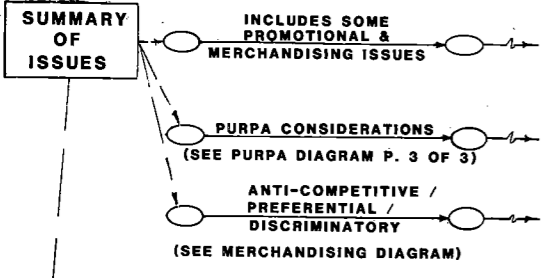 SUMMARY
OF
ISSUES
INCLUDES SOME
PROMOTIONAL &
MERCHANDISING ISSUES
PURPA CONSIDERATIONS
(SEE PURPA DIAGRAM P. 3 OF 3)
ANTI-COMPETITIVE /
PREFERENTIAL /
DISCRIMINATORY
(SEE MERCHANDISING DIAGRAM)